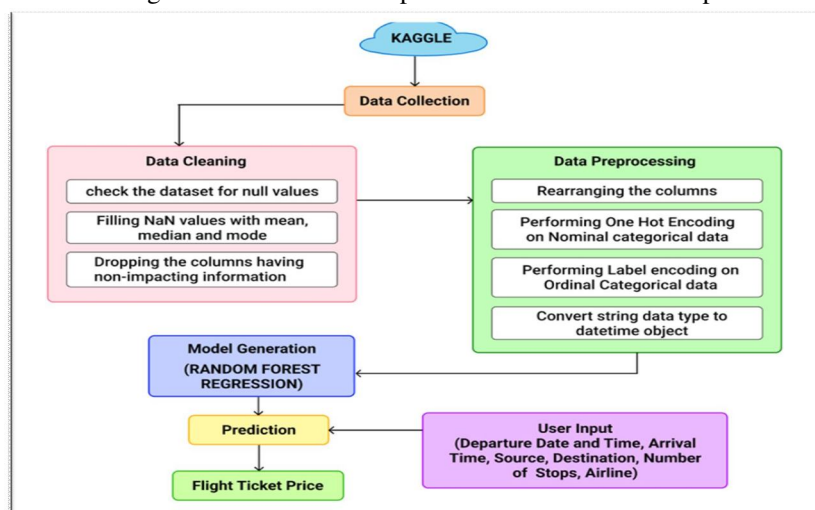 KAGGLE
Data Collection
Data Cleaning
check the dataset for null values
Filling NaN values with mean,
median and mode
Dropping the columns having
non-impacting information
Data Preprocessing
Rearranging the columns
Performing One Hot Encoding
on Nominal categorical data
Performing Label encoding on
Ordinal Categorical data
Convert string data type to
datetime object
Model Generation
(RANDOM FOREST
REGRESSION)
Prediction
User Input
(Departure Date and Time, Arrival
Time, Source, Destination, Number
of Stops, Airline)
Flight Ticket Price